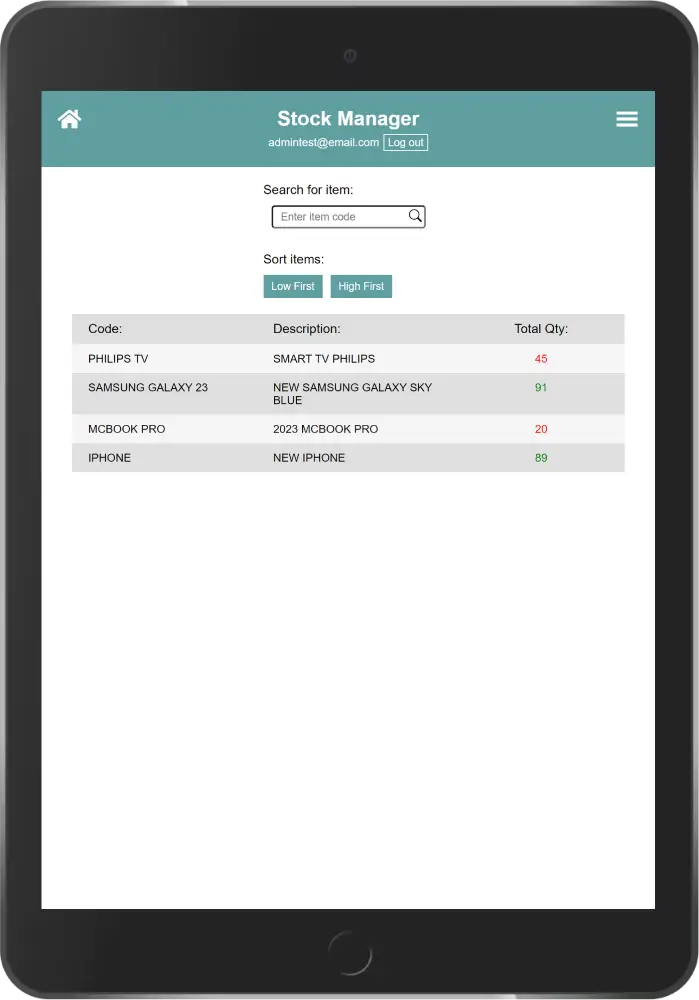 Stock Manager
admintest@email.com Log out
Search for item:
Enter item code
Sort items:
Low First High First
Code: Description: Total Qty:
PHILIPS TV SMART TV PHILIPS 45
SAMSUNG GALAXY 23 NEW SAMSUNG GALAXY SKY 91
BLUE
MCBOOK PRO 2023 MCBOOK PRO 20
IPHONE NEW IPHONE 89